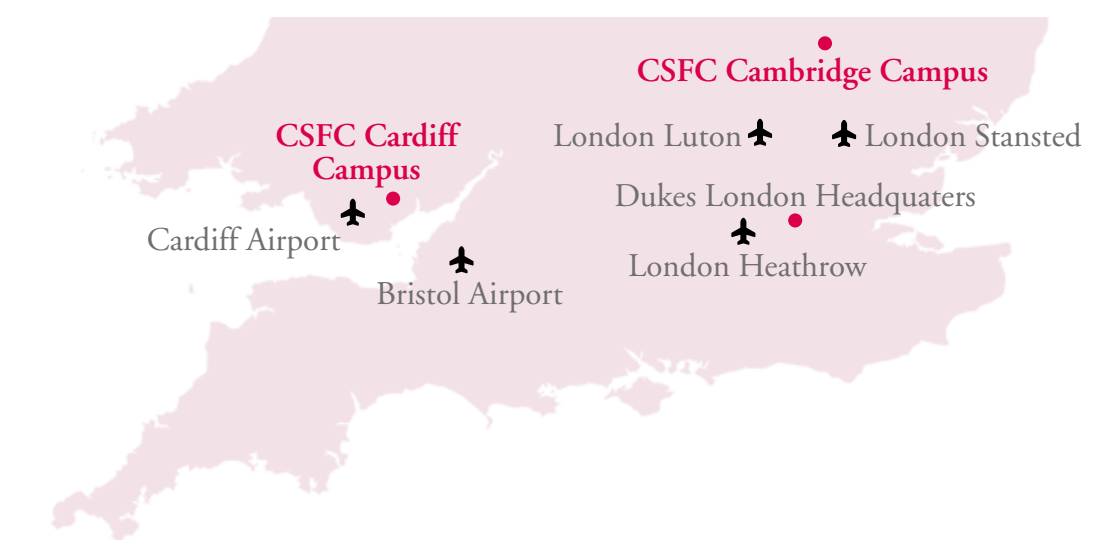 CSFC Cambridge Campus
CSFC Cardiff
Campus
London Luton
London Stansted
Dukes London Headquaters
Cardiff Airport
London Heathrow
Bristol Airport